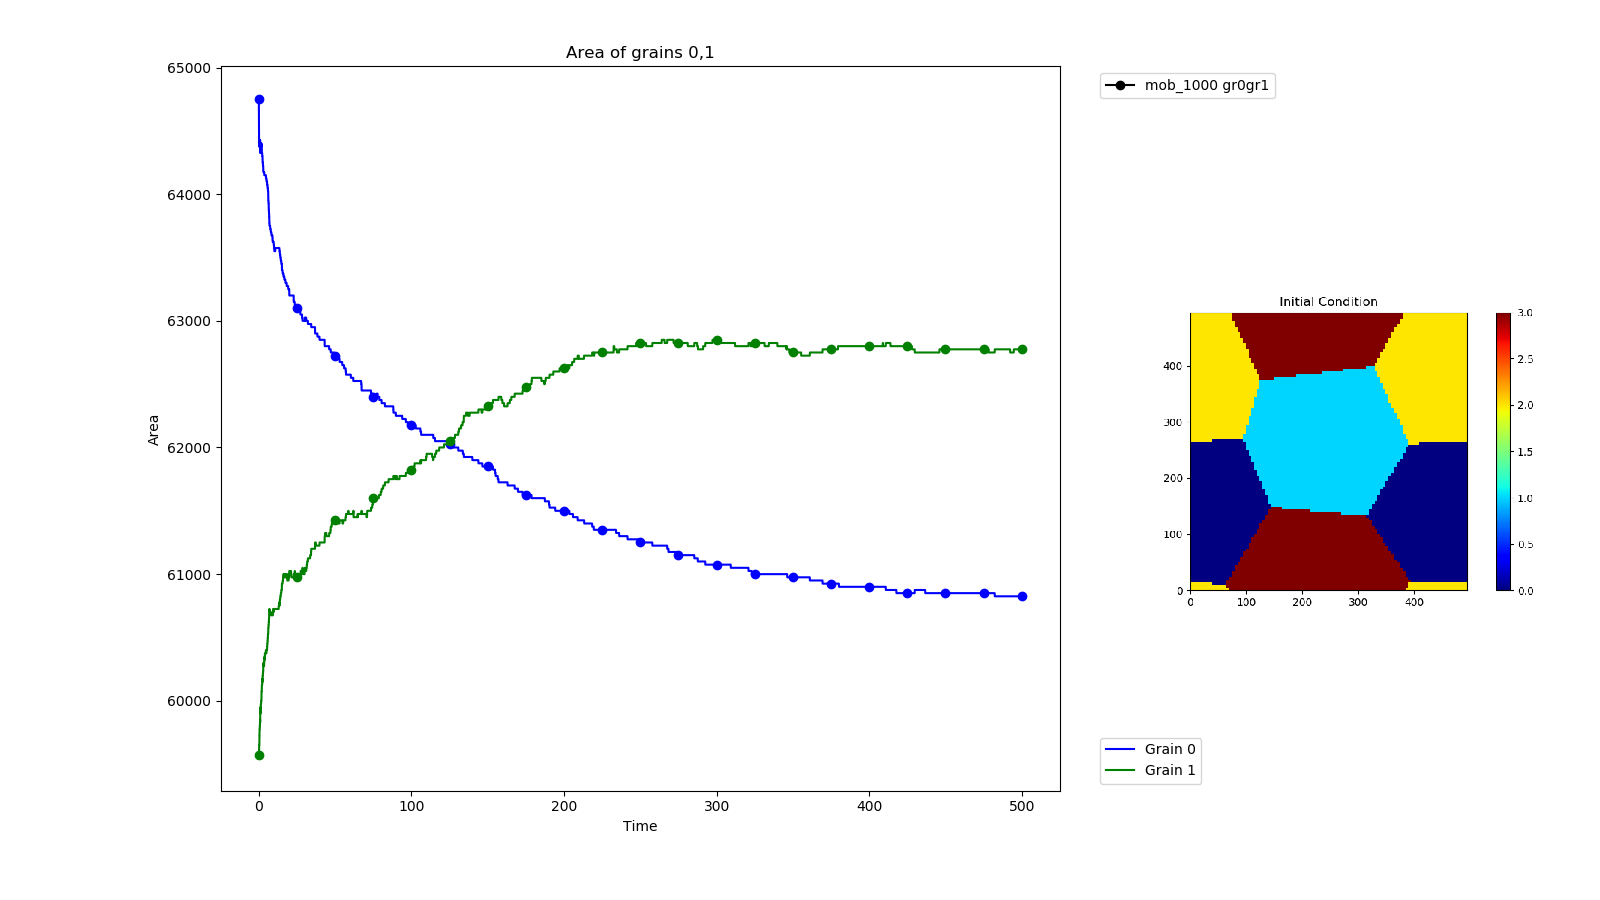 Area of grains 0,1
65000
64000
63000
62000
61000
60000
Area
0 100 200 300 400 500
Time
mob_1000 gr0gr1
Initial Condition
400
300
200
100
0
0 100 200 300 400
3.0
2.5
2.0
1.5
1.0
0.5
0.0
Grain 0
Grain 1